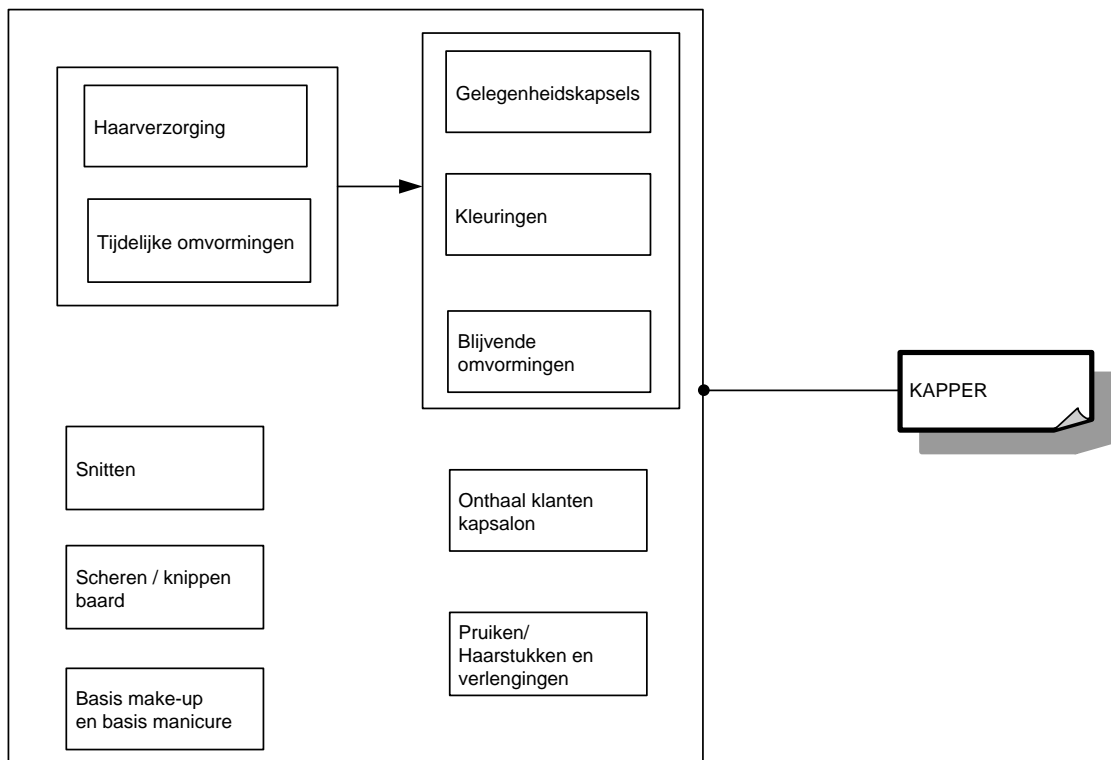 Haarverzorging
Tijdelijke omvormingen
Gelegenheidskapsels
Kleuringen
Blijvende
omvormingen
KAPPER
Snitten
Scheren / knippen
baard
Basis make-up
en basis manicure
Onthaal klanten
kapsalon
Pruiken/
Haarstukken en
verlengingen